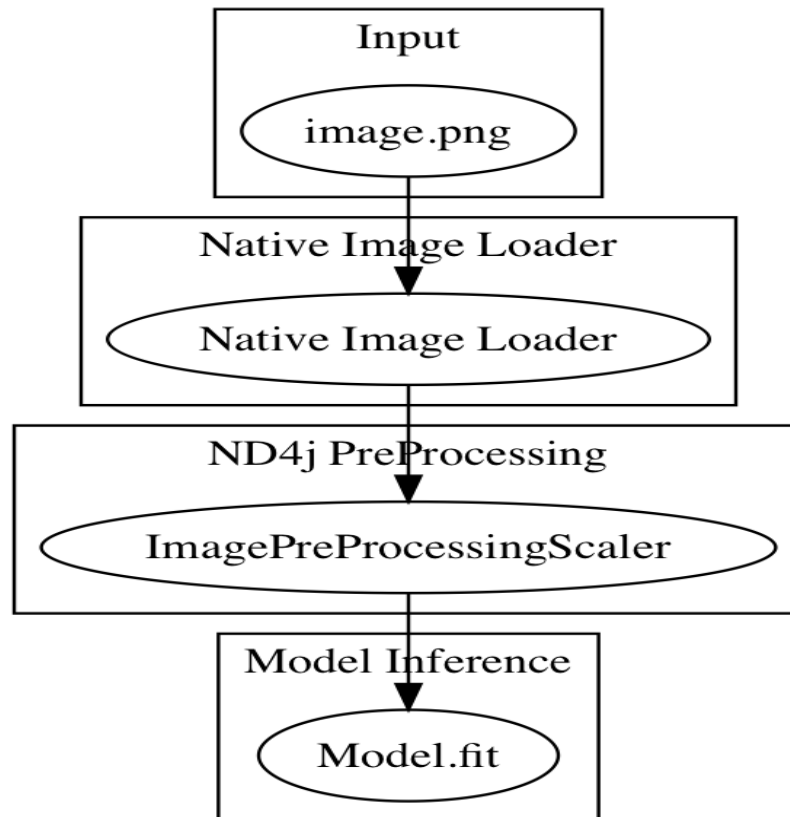 Input
image.png
Native Image Loader
Native Image Loader
ND4j PreProcessing
ImagePreProcessingScaler
Model Inference
Model.fit